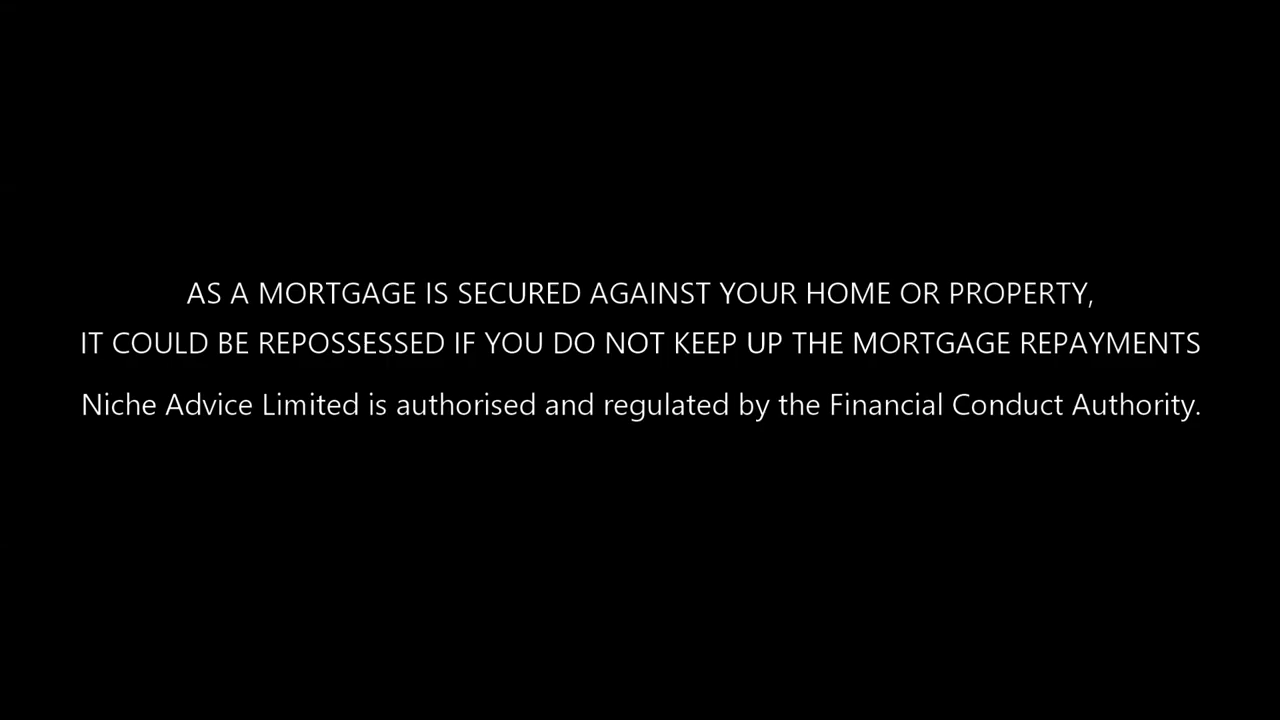 AS A MORTGAGE IS SECURED AGAINST YOUR HOME OR PROPERTY,
IT COULD BE REPOSSESSED IF YOU DO NOT KEEP UP THE MORTGAGE REPAYMENTS
Niche Advice Limited is authorised and regulated by the Financial Conduct Authority.